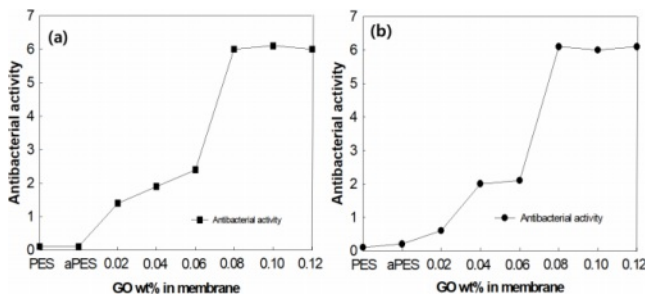 (a)
Antibacterial activity
7
6
5
4
3
2
1
0
Antibacterial activity
PES aPES 0.02 0.04 0.06 0.08 0.10 0.12
GO wt% in membrane
(b)
Antibacterial activity
7
6
5
4
3
2
1
0
Antibacterial activity
PES aPES 0.02 0.04 0.06 0.08 0.10 0.12
GO wt% in membrane